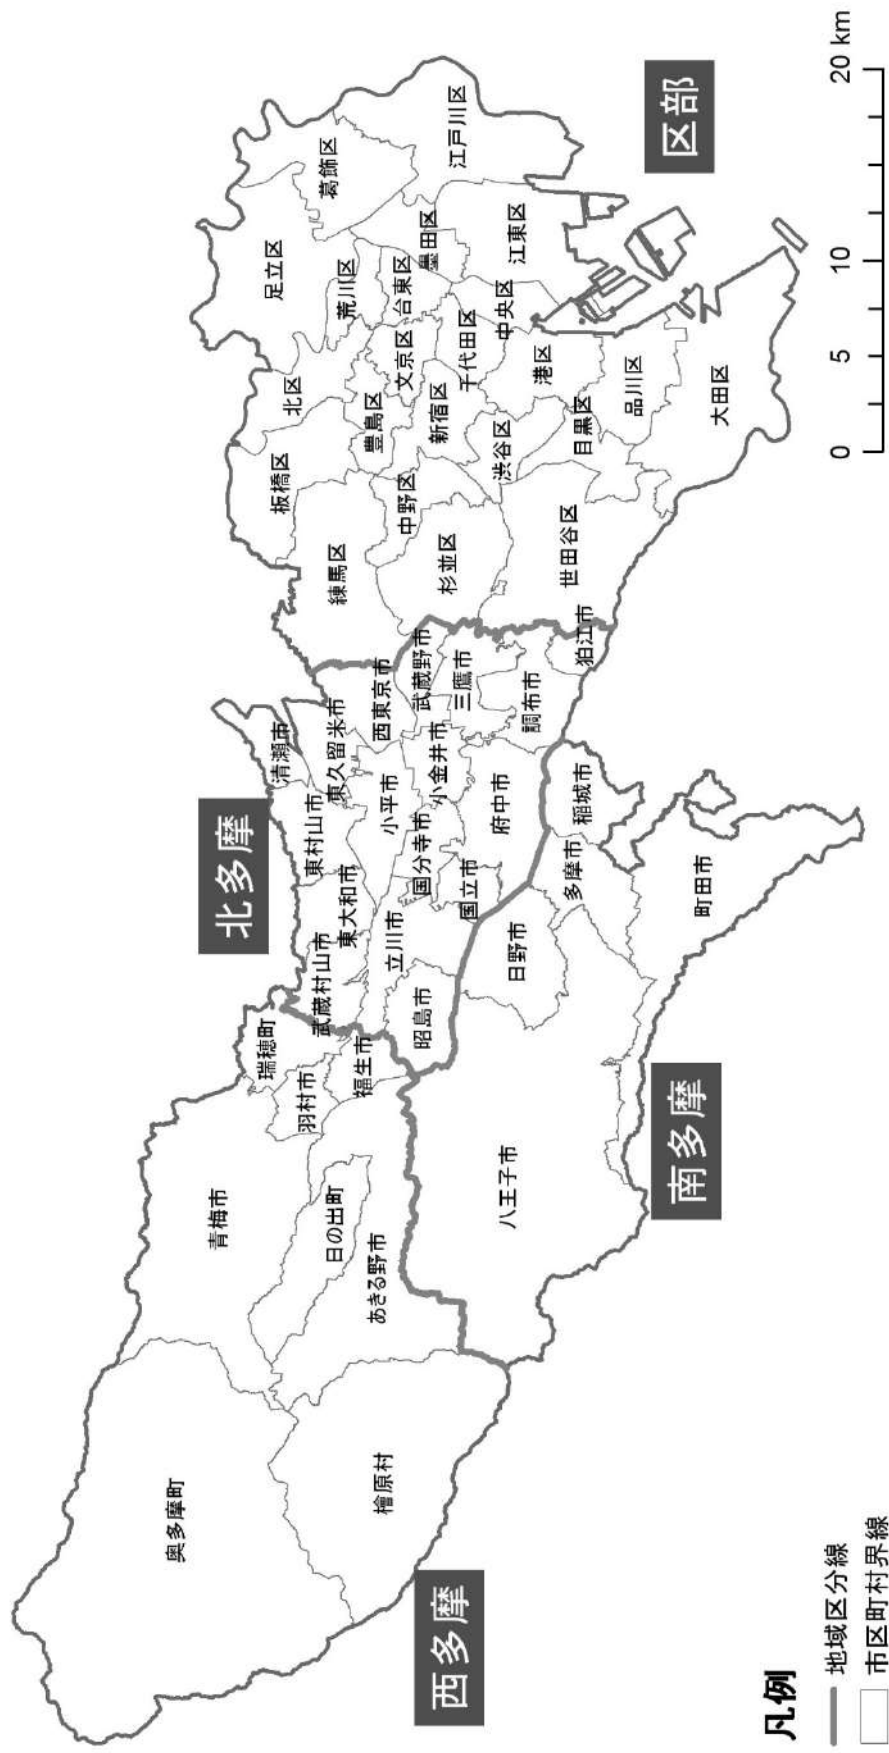 西多摩
北多摩
南多摩
区部
奥多摩町
檜原村
青梅市
日の出町
あきる野市
瑞穂町
羽村市
福生市
武蔵村山市
東大和市
東村山市
清瀬市
東久留米市
西東京市
小平市
立川市
昭島市
国分寺市
国立市
小金井市
武蔵野市
三鷹市
府中市
調布市
狛江市
八王子市
日野市
多摩市
稲城市
町田市
練馬区
板橋区
北区
足立区
葛飾区
江戸川区
荒川区
豊島区
文京区
台東区
墨田区
中野区
新宿区
千代田区
中央区
江東区
杉並区
渋谷区
港区
世田谷区
目黒区
品川区
大田区
凡例
地域区分線
市区町村界線
0 5 10 20 km